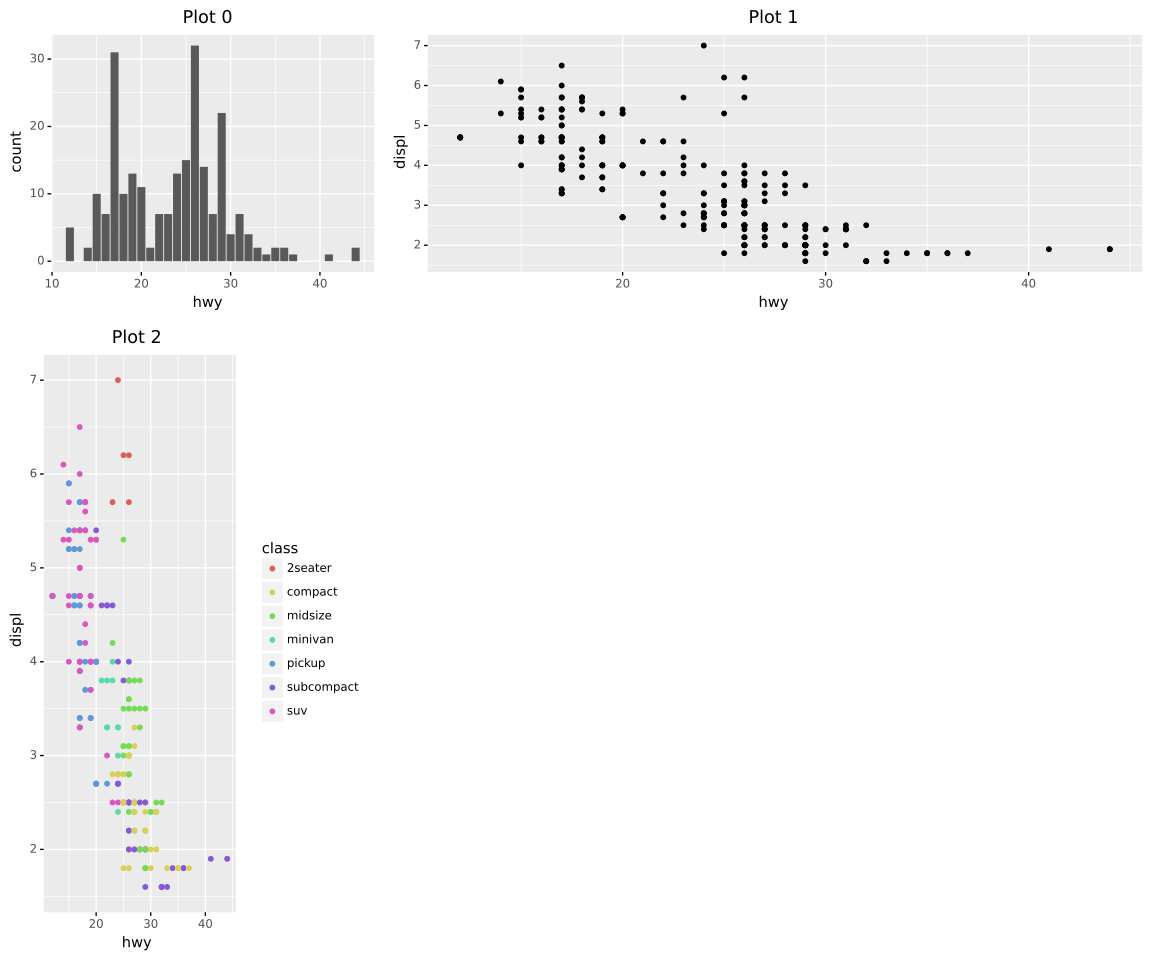 Plot 0
30
20
10
0
count
10 20 30 40
hwy
Plot 1
7
6
5
4
3
2
displ
20 30 40
hwy
Plot 2
7
6
5
4
3
2
displ
20 30 40
hwy
class
2seater
compact
midsize
minivan
pickup
subcompact
suv